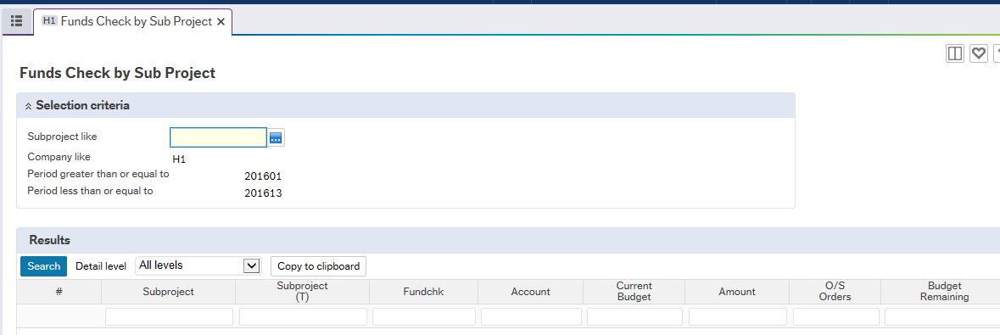 H1 Funds Check by Sub Project
Funds Check by Sub Project
Selection criteria
Subproject like
Company like H1
Period greater than or equal to 201601
Period less than or equal to 201613
Results
Search Detail level All levels Copy to clipboard
# Subproject Subproject (T) Fundchk Account Current Budget Amount O/S Orders Budget Remaining